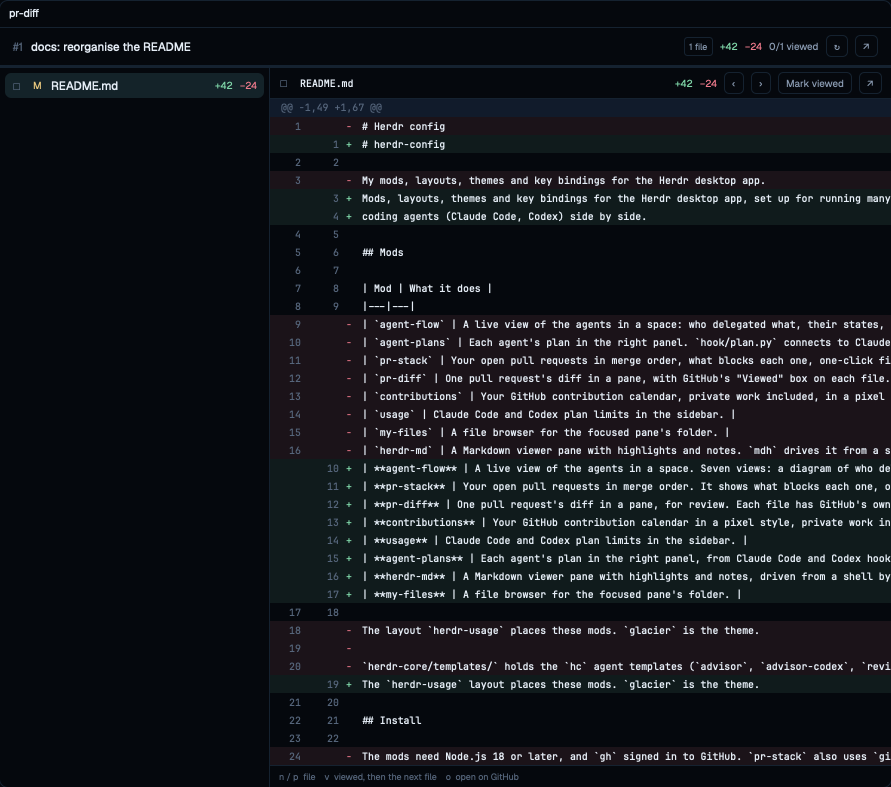 pr-diff
#1 docs: reorganise the README 1 file +42 −24 0/1 viewed ↻ ↗
M README.md +42 −24
README.md +42 −24 ‹ › Mark viewed ↗
@@ -1,49 +1,67 @@
1 - # Herdr config
1 + # herdr-config
2 2
3 - My mods, layouts, themes and key bindings for the Herdr desktop app.
3 + Mods, layouts, themes and key bindings for the Herdr desktop app, set up for running many
4 + coding agents (Claude Code, Codex) side by side.
4 5
5 6 ## Mods
6 7
7 8 | Mod | What it does |
8 9 |---|---|
9 - | `agent-flow` | A live view of the agents in a space: who delegated what, their states,
10 - | `agent-plans` | Each agent's plan in the right panel. `hook/plan.py` connects to Claude
11 - | `pr-stack` | Your open pull requests in merge order, what blocks each one, one-click fi
12 - | `pr-diff` | One pull request's diff in a pane, with GitHub's "Viewed" box on each file.
13 - | `contributions` | Your GitHub contribution calendar, private work included, in a pixel
14 - | `usage` | Claude Code and Codex plan limits in the sidebar. |
15 - | `my-files` | A file browser for the focused pane's folder. |
16 - | `herdr-md` | A Markdown viewer pane with highlights and notes. `mdh` drives it from a s
10 + | **agent-flow** | A live view of the agents in a space. Seven views: a diagram of who de
11 + | **pr-stack** | Your open pull requests in merge order. It shows what blocks each one, o
12 + | **pr-diff** | One pull request's diff in a pane, for review. Each file has GitHub's own
13 + | **contributions** | Your GitHub contribution calendar in a pixel style, private work in
14 + | **usage** | Claude Code and Codex plan limits in the sidebar. |
15 + | **agent-plans** | Each agent's plan in the right panel, from Claude Code and Codex hook
16 + | **herdr-md** | A Markdown viewer pane with highlights and notes, driven from a shell by
17 + | **my-files** | A file browser for the focused pane's folder. |
17 18
18 - The layout `herdr-usage` places these mods. `glacier` is the theme.
19 -
20 - `herdr-core/templates/` holds the `hc` agent templates (`advisor`, `advisor-codex`, `revi
19 + The `herdr-usage` layout places these mods. `glacier` is the theme.
21 20
22 21 ## Install
23 22
24 - The mods need Node.js 18 or later, and `gh` signed in to GitHub. `pr-stack` also uses `gi
n / p file v viewed, then the next file o open on GitHub